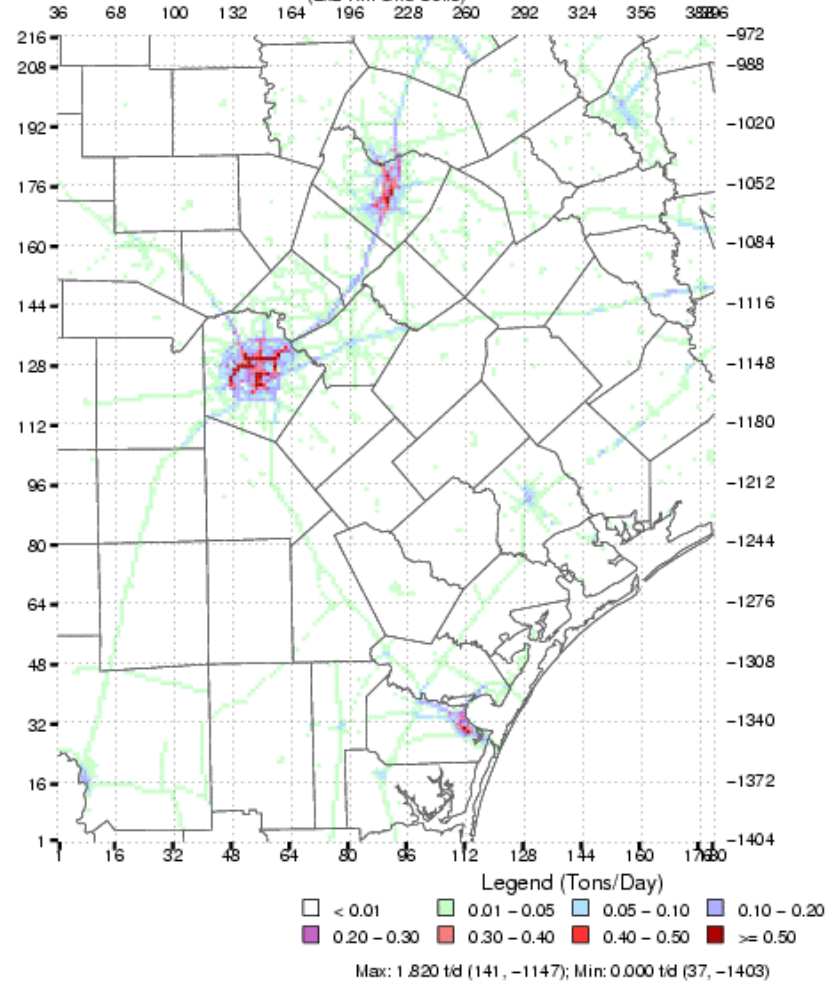 36 68 100 132 164 196 228 260 292 324 356
216 -972
208 -988
192 -1020
176 -1052
160 -1084
144 -1116
128 -1148
112 -1180
96 -1212
80 -1244
64 -1276
48 -1308
32 -1340
16 -1372
1 -1404
1 16 32 48 64 80 96 112 128 144 160
Legend (Tons/Day)
< 0.01 0.01 - 0.05 0.05 - 0.10 0.10 - 0.20
0.20 - 0.30 0.30 - 0.40 0.40 - 0.50 >= 0.50
Max: 1.820 t/d (141, -1147); Min: 0.000 t/d (37, -1403)